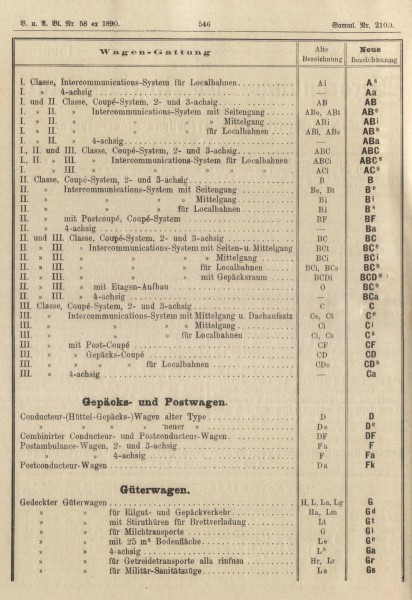 V. u. A. Bl. Nr. 58 ex 1890. 546 Samml. Nr. 2100.
Wagen-Gattung Alte Bezeichnung Neue Bezeichnung
I. Classe, Intercommunications-System für Localbahnen Ai A s
I. » 4-achsig — Aa
I. und II. Classe, Coupé-System, 2- und 3-achsig AB AB
I. » II. » Intercommunications-System mit Seitengang ABe, ABt AB e
I. » II. » » » Mittelgang ABi AB i
I. » II. » » für Localbahnen ABi, ABs AB s
I. » II. » 4-achsig — ABa
I., II. und III. Classe, Coupé-System, 2- und 3-achsig ABC ABC
I., II. » III. » Intercommunications-System für Localbahnen ABCi ABC s
I. » III. » » » » ACi AC s
II. Classe, Coupé-System, 2- und 3-achsig B B
II. » Intercommunications-System mit Seitengang Be, Bt B e
II. » » » Mittelgang Bi B i
II. » » für Localbahnen Bi B s
II. » mit Postcoupé, Coupé-System BF BF
II. » 4-achsig — Ba
II. und III. Classe, Coupé-System, 2- und 3-achsig BC BC
II. » III. » Intercommunications-System mit Seiten- u. Mittelgang BCt BC e
II. » III. » » » Mittelgang BCi BC i
II. » III. » » für Localbahnen BCi, BCs BC s
II. » III. » » mit Gepäcksraum BCDi BCD s
II. » III. » mit Etagen-Aufbau O BC e
II. » III. » 4-achsig — BCa
III. Classe, Coupé-System, 2- und 3-achsig C C
III. » Intercommunications-System mit Mittelgang u. Dachaufsatz Ce, Ct C e
III. » » » Mittelgang Ci C i
III. » » für Localbahnen Ci, Cs C s
III. » mit Post-Coupé CF CF
III. » » Gepäcks-Coupé CD CD
III. » » » für Localbahnen CDs CD s
III. » 4-achsig — Ca
Gepäcks- und Postwagen.
Conducteur-(Hüttel-Gepäcks-)Wagen alter Type D D
» » » neuer » Ds D e
Combinirter Conducteur- und Postconducteur-Wagen DF DF
Postambulance-Wagen, 2- und 3-achsig Fa F
» » 4-achsig F Fa
Postconducteur-Wagen Da Fk
Güterwagen.
Gedeckter Güterwagen H, L, La, Lg G
» » für Eilgut- und Gepäckverkehr Ha, Lm G d
» » mit Stirnthüren für Brettverladung Lt G t
» » für Milchtransporte G G l
» » mit 25 m² Bodenfläche Le G e
» » 4-achsig L s Ga
» » für Getreidetransporte alla rinfusa Hr, Lr Gr
» » für Militär-Sanitätszüge Ls Gs